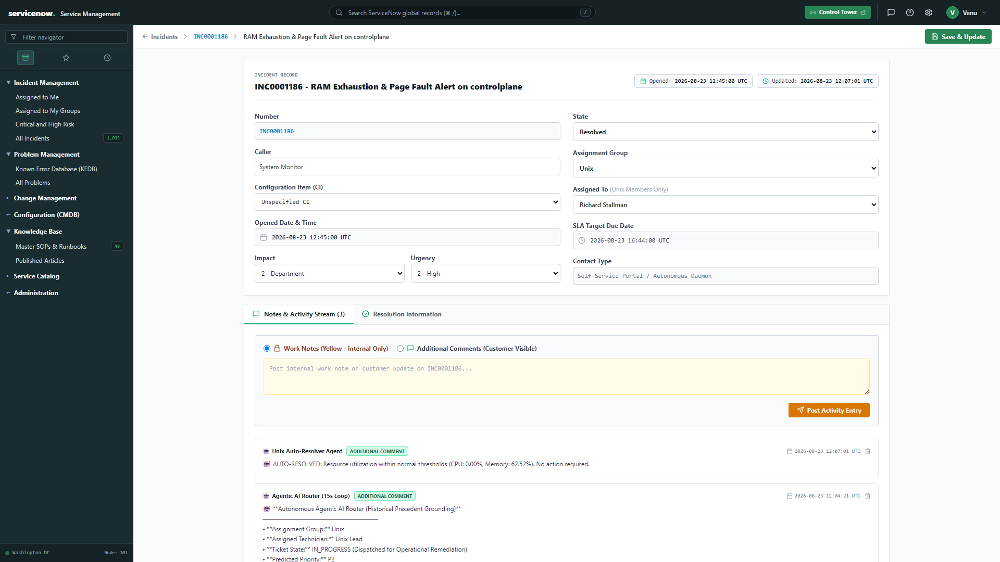 servicenow. Service Management
Search ServiceNow global records (⌘ /)...
/
Control Tower
V
Venu
Filter navigator
Incidents
INC0001186
RAM Exhaustion & Page Fault Alert on controlplane
Save & Update
Incident Management
Assigned to Me
Assigned to My Groups
Critical and High Risk
All Incidents
1,035
Problem Management
Known Error Database (KEDB)
All Problems
Change Management
Configuration (CMDB)
Knowledge Base
Master SOPs & Runbooks
49
Published Articles
Service Catalog
Administration
Washington DC
Node: 101
INCIDENT RECORD
INC0001186 - RAM Exhaustion & Page Fault Alert on controlplane
Opened: 2026-08-23 12:45:00 UTC
Updated: 2026-08-23 12:07:01 UTC
Number
INC0001186
Caller
System Monitor
Configuration Item (CI)
Unspecified CI
Opened Date & Time
2026-08-23 12:45:00 UTC
Impact
2 - Department
Urgency
2 - High
State
Resolved
Assignment Group
Unix
Assigned To (Unix Members Only)
Richard Stallman
SLA Target Due Date
2026-08-23 16:44:00 UTC
Contact Type
Self-Service Portal / Autonomous Daemon
Notes & Activity Stream (3)
Resolution Information
Work Notes (Yellow - Internal Only)
Additional Comments (Customer Visible)
Post internal work note or customer update on INC0001186...
Post Activity Entry
Unix Auto-Resolver Agent
ADDITIONAL COMMENT
2026-08-23 12:07:01 UTC
AUTO-RESOLVED: Resource utilization within normal thresholds (CPU: 0.00%, Memory: 62.52%). No action required.
Agentic AI Router (15s Loop)
ADDITIONAL COMMENT
2026-08-23 12:04:21 UTC
**Autonomous Agentic AI Router (Historical Precedent Grounding)**
• **Assignment Group:** Unix
• **Assigned Technician:** Unix Lead
• **Ticket State:** IN_PROGRESS (Dispatched for Operational Remediation)
• **Predicted Priority:** P2